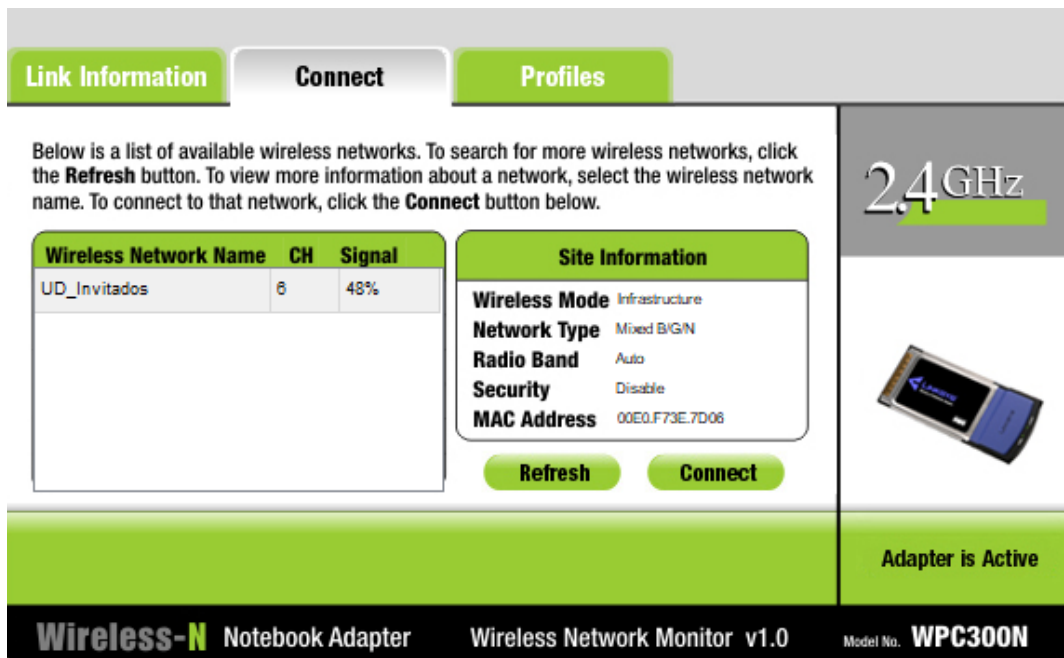 Link Information Connect Profiles
Below is a list of available wireless networks. To search for more wireless networks, click
the Refresh button. To view more information about a network, select the wireless network
name. To connect to that network, click the Connect button below.
2.4GHz
Wireless Network Name CH Signal
UD_Invitados 6 48%
Site Information
Wireless Mode Infrastructure
Network Type Mixed B/G/N
Radio Band Auto
Security Disable
MAC Address 00E0.F73E.7D06
Refresh Connect
LINKSYS
Adapter is Active
Wireless-N Notebook Adapter Wireless Network Monitor v1.0 Model No. WPC300N